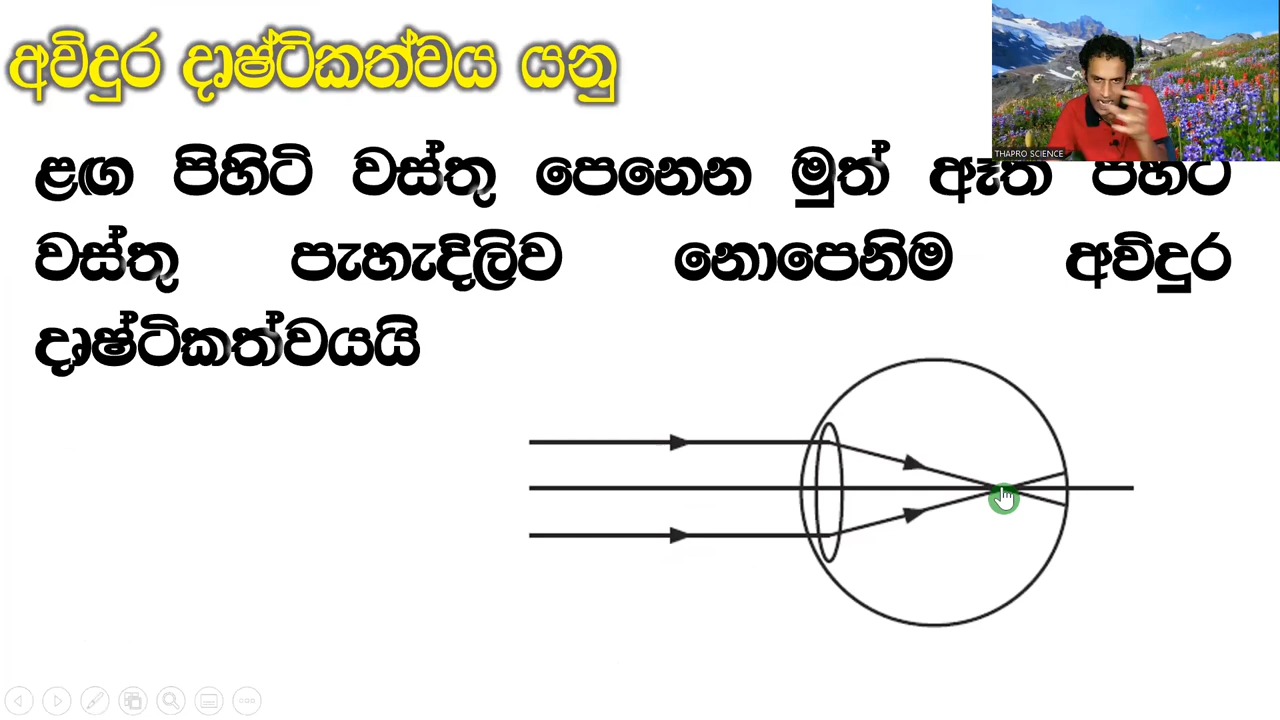 අවිදුර දෘෂ්ටිකත්වය යනු
THAPRO SCIENCE
ළඟ පිහිටි වස්තු පෙනෙන මුත් ඈත පිහිටි
වස්තු පැහැදිලිව නොපෙනිම අවිදුර
දෘෂ්ටිකත්වයයි